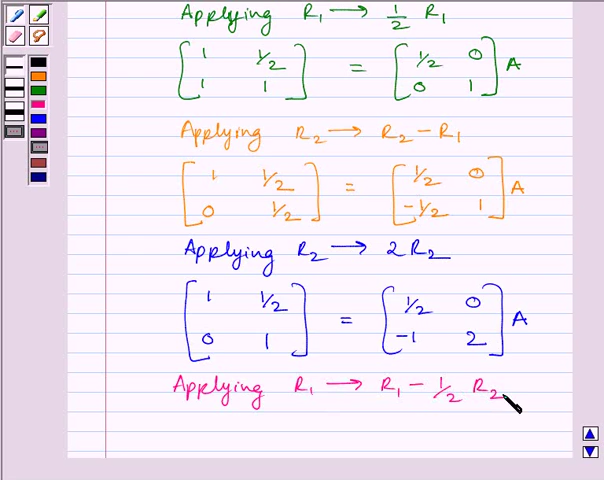 Applying R₁ → 1/2 R₁
[1 1/2] = [1/2 0] A
[1 1] [0 1]
Applying R₂ → R₂ - R₁
[1 1/2] = [1/2 0] A
[0 1/2] [-1/2 1]
Applying R₂ → 2 R₂
[1 1/2] = [1/2 0] A
[0 1] [-1 2]
Applying R₁ → R₁ - 1/2 R₂